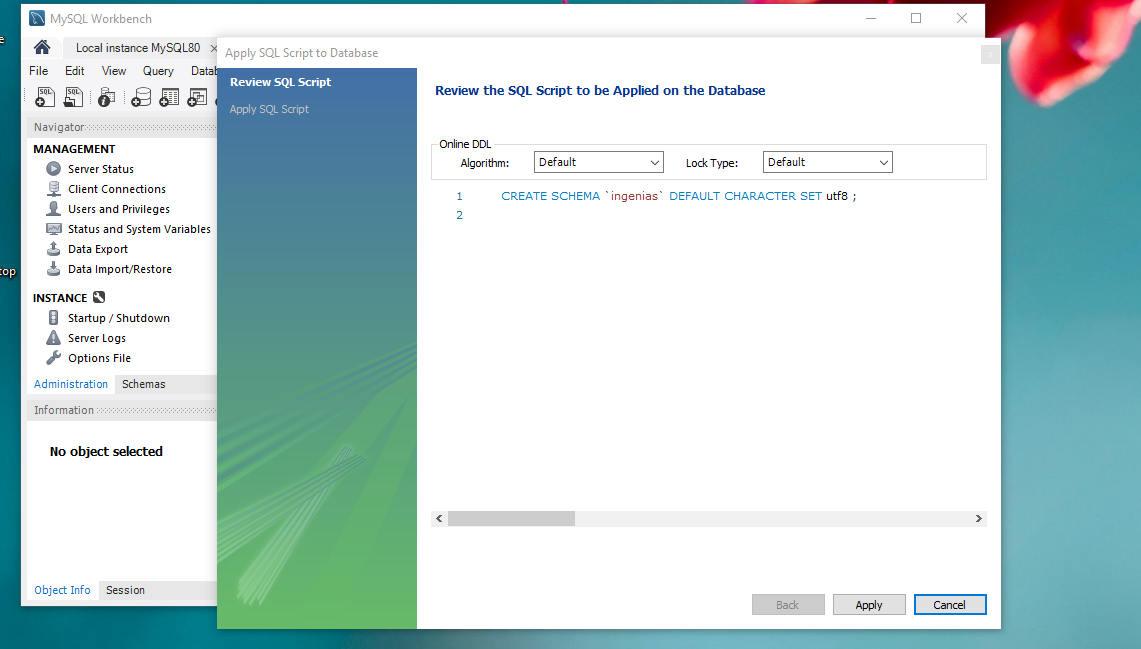 MySQL Workbench
e
Local instance MySQL80
File Edit View Query Datab
Apply SQL Script to Database
SQL SQL
Navigator
MANAGEMENT
Server Status
Client Connections
Users and Privileges
Status and System Variables
Data Export
Data Import/Restore
top
INSTANCE
Startup / Shutdown
Server Logs
Options File
Administration Schemas
Information
No object selected
Object Info Session
Review SQL Script
Apply SQL Script
Review the SQL Script to be Applied on the Database
Online DDL
Algorithm: Default Lock Type: Default
1 CREATE SCHEMA `ingenias` DEFAULT CHARACTER SET utf8 ;
2
Back Apply Cancel